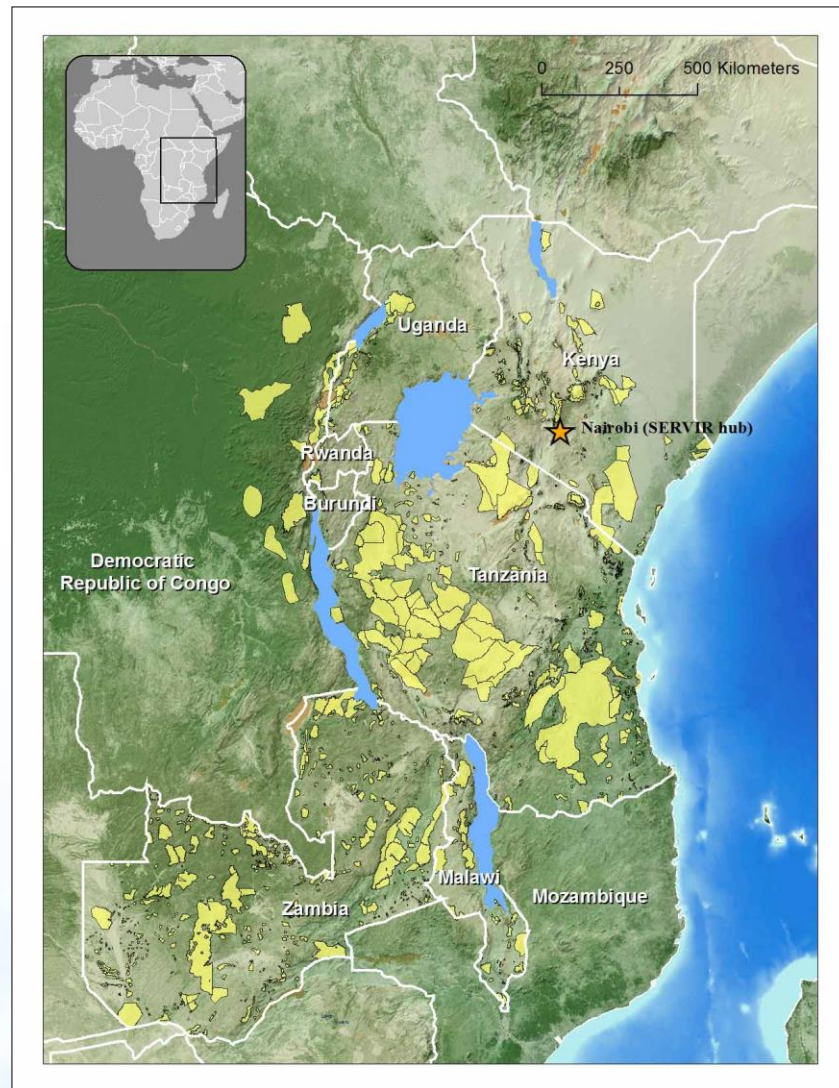 0 250 500 Kilometers
Uganda
Kenya
Nairobi (SERVIR hub)
Rwanda
Burundi
Democratic
Republic of Congo
Tanzania
Malawi
Mozambique
Zambia